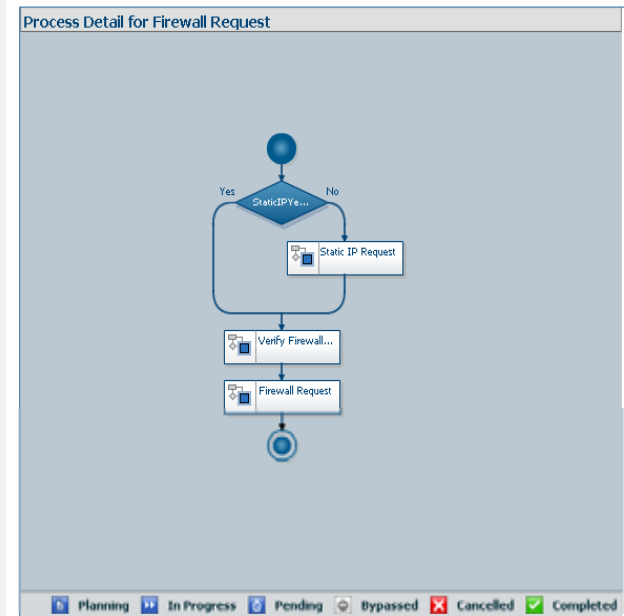 Process Detail for Firewall Request
Yes
No
StaticIPYe...
Static IP Request
Verify Firewall...
Firewall Request
Planning In Progress Pending Bypassed Cancelled Completed